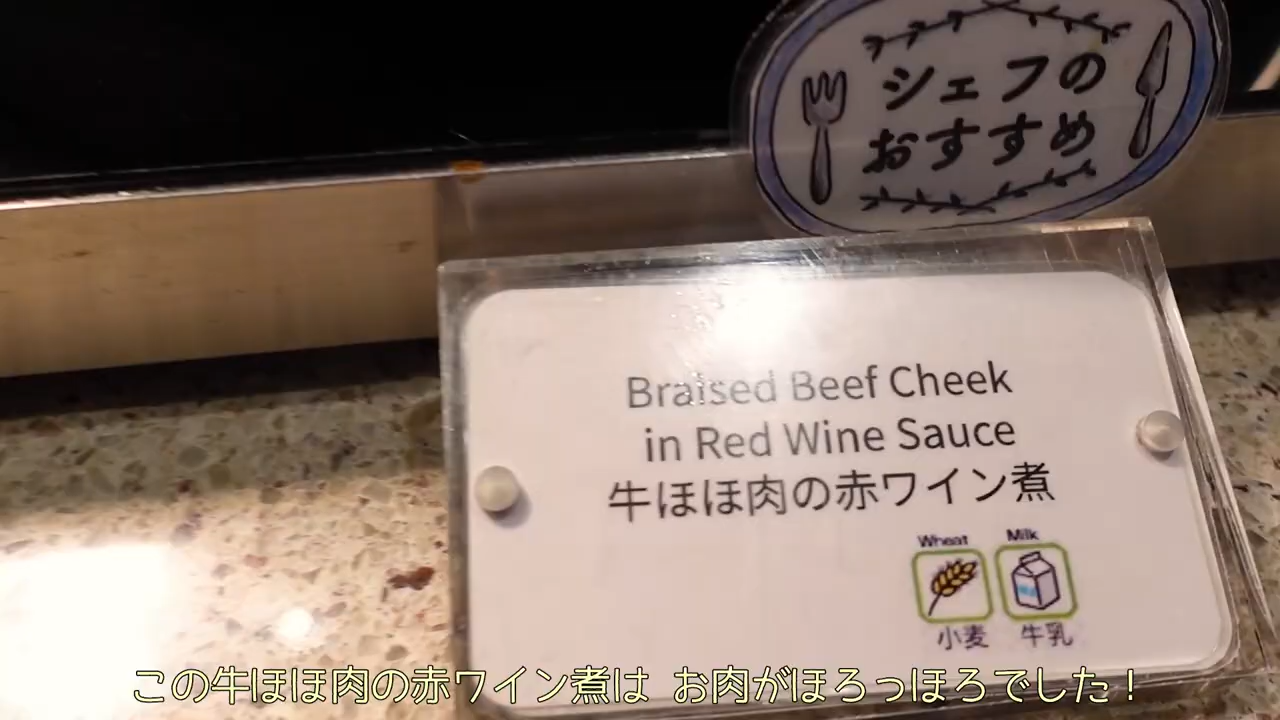 シェフの
おすすめ
Braised Beef Cheek
in Red Wine Sauce
牛ほほ肉の赤ワイン煮
Wheat Milk
小麦 牛乳
この牛ほほ肉の赤ワイン煮は お肉がほろっほろでした！